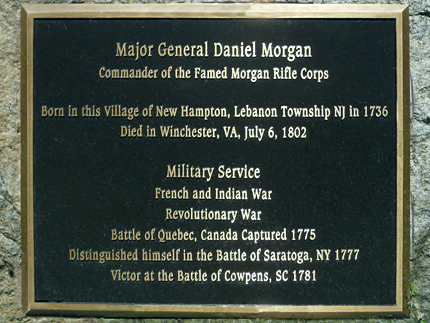 Major General Daniel Morgan
Commander of the Famed Morgan Rifle Corps
Born in this Village of New Hampton, Lebanon Township NJ in 1736
Died in Winchester, VA, July 6, 1802
Military Service
French and Indian War
Revolutionary War
Battle of Quebec, Canada Captured 1775
Distinguished himself in the Battle of Saratoga, NY 1777
Victor at the Battle of Cowpens, SC 1781